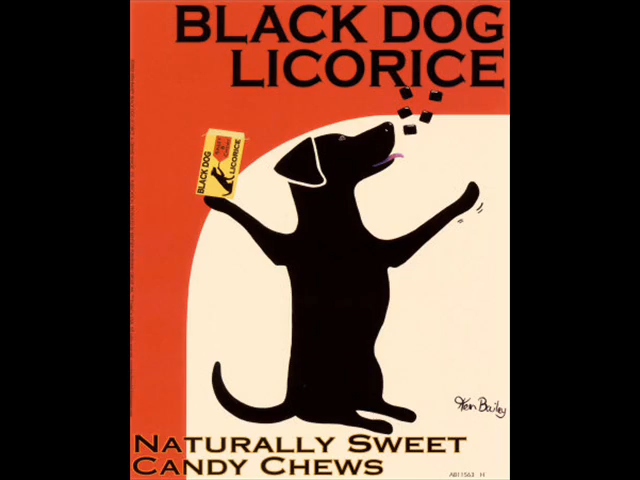 BLACK DOG
LICORICE
BLACK DOG
LICORICE
Ken Bailey
NATURALLY SWEET
CANDY CHEWS